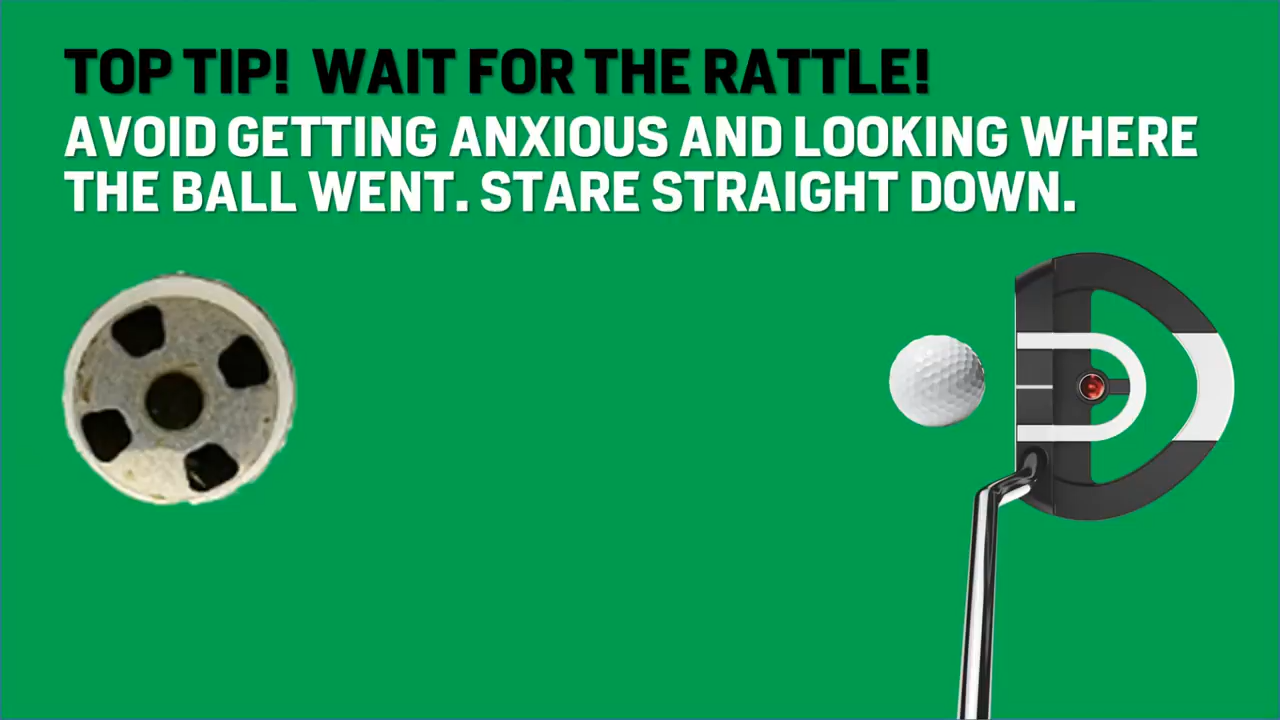 TOP TIP!  WAIT FOR THE RATTLE!
AVOID GETTING ANXIOUS AND LOOKING WHERE
THE BALL WENT. STARE STRAIGHT DOWN.